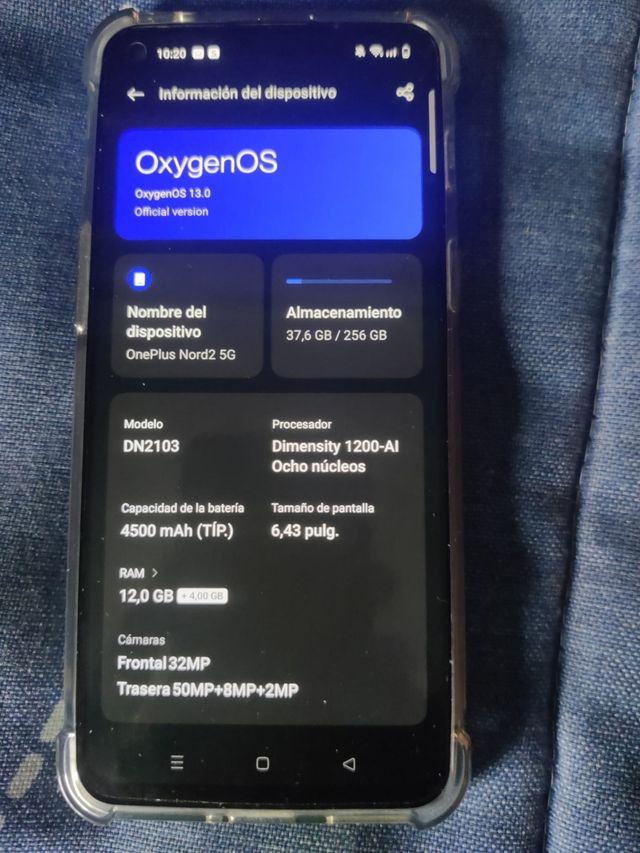 10:20
Información del dispositivo
OxygenOS
OxygenOS 13.0
Official version
Nombre del
dispositivo
OnePlus Nord2 5G
Almacenamiento
37,6 GB / 256 GB
Modelo
DN2103
Procesador
Dimensity 1200-AI
Ocho núcleos
Capacidad de la batería
4500 mAh (TÍP.)
Tamaño de pantalla
6,43 pulg.
RAM >
12,0 GB + 4,00 GB
Cámaras
Frontal 32MP
Trasera 50MP+8MP+2MP